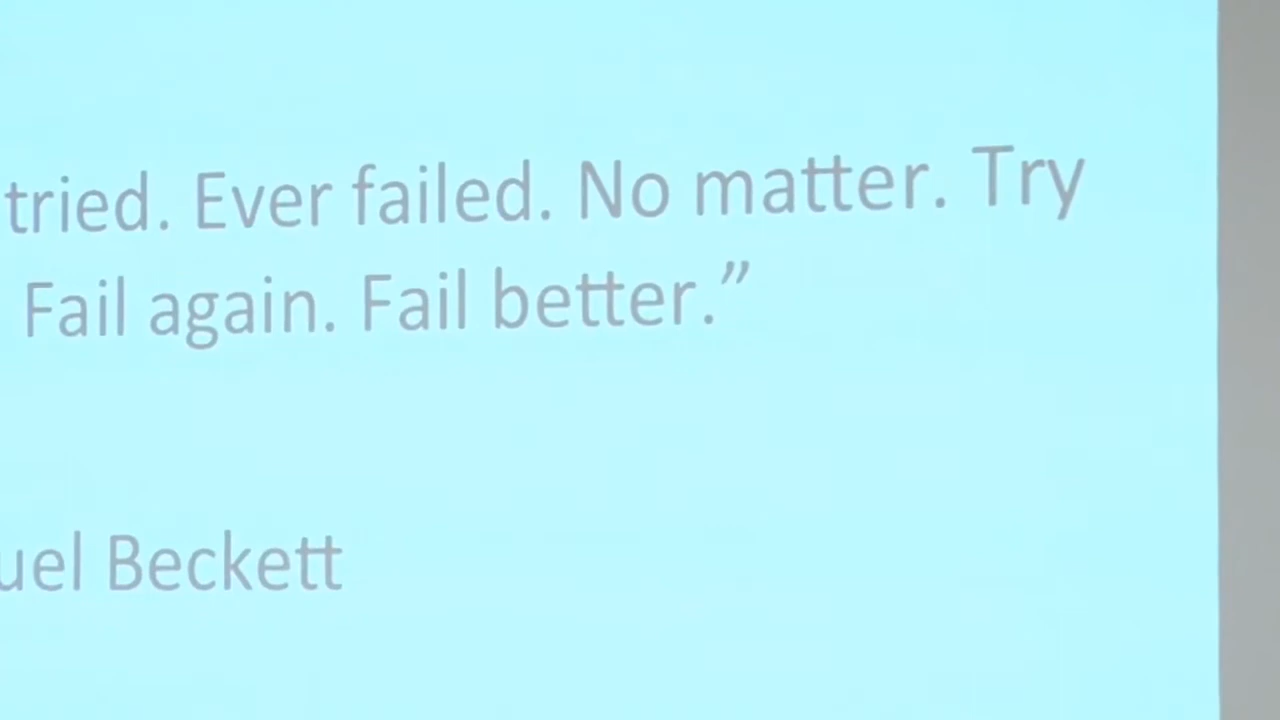 tried. Ever failed. No matter. Try
Fail again. Fail better.”
uel Beckett